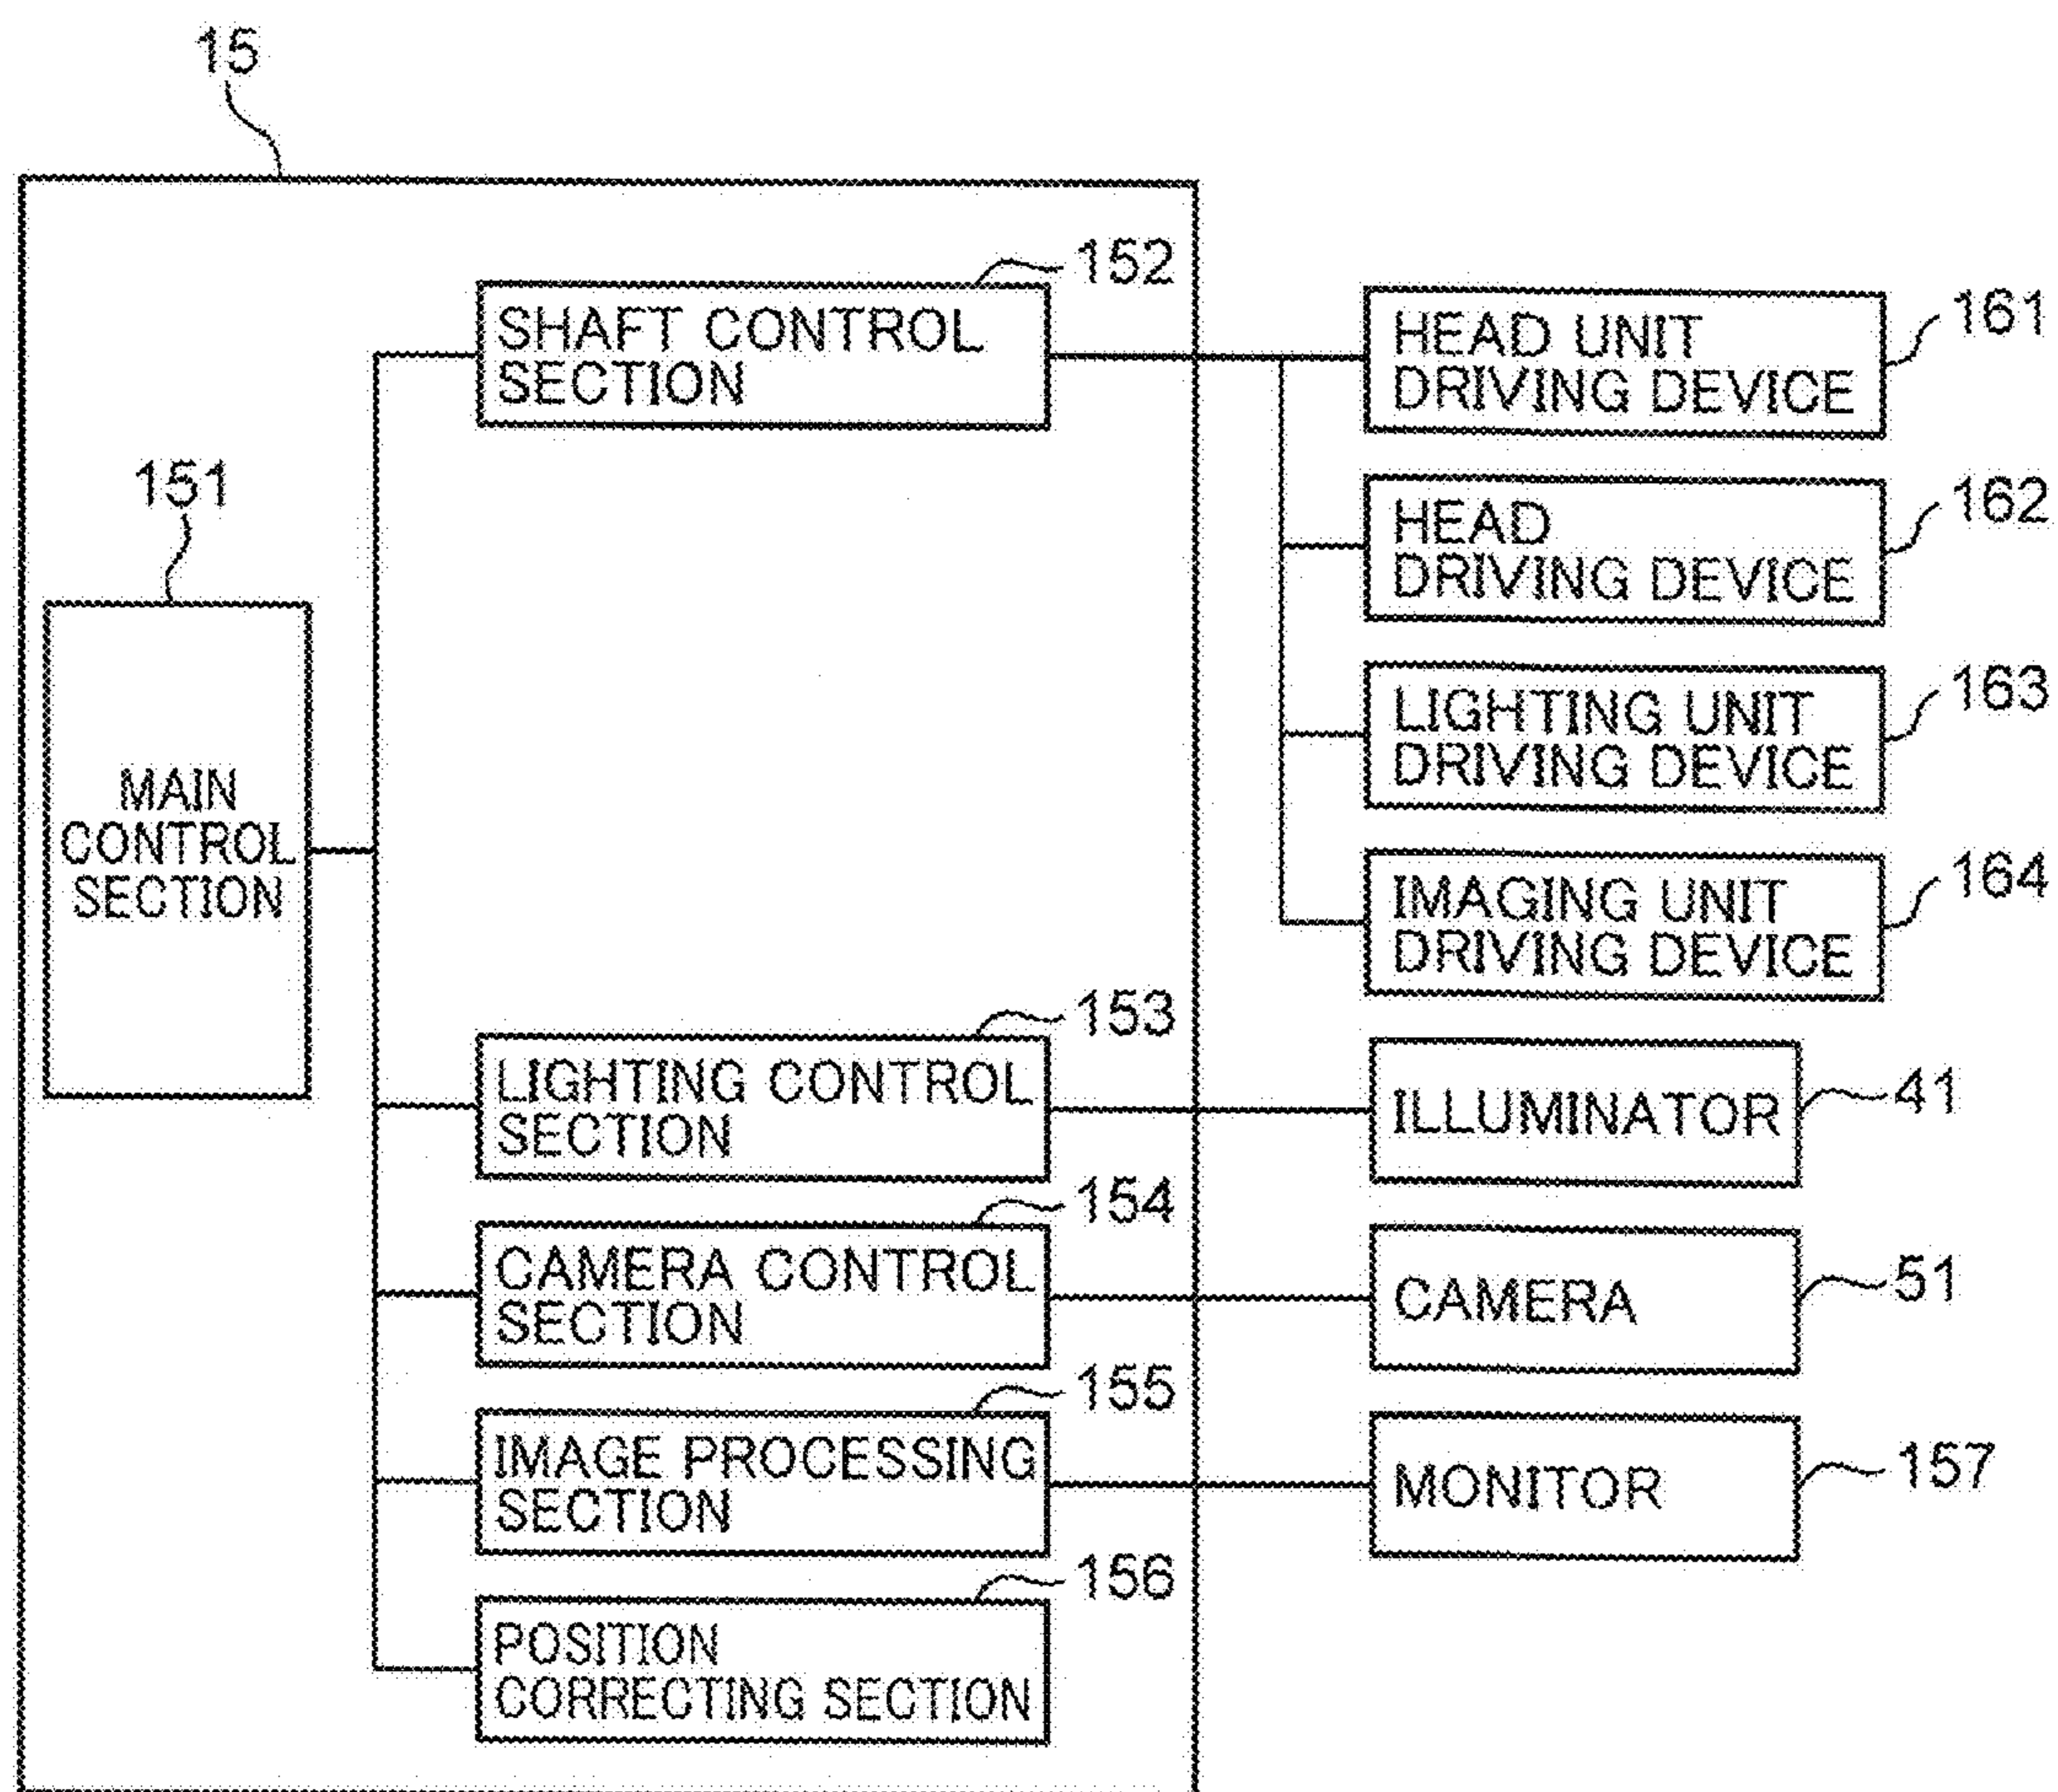 15
152
SHAFT CONTROL
SECTION
HEAD UNIT
DRIVING DEVICE
161
151
HEAD
DRIVING DEVICE
162
LIGHTING UNIT
DRIVING DEVICE
163
MAIN
CONTROL
SECTION
IMAGING UNIT
DRIVING DEVICE
164
153
LIGHTING CONTROL
SECTION
ILLUMINATOR
41
154
CAMERA CONTROL
SECTION
CAMERA
51
155
IMAGE PROCESSING
SECTION
MONITOR
157
156
POSITION
CORRECTING SECTION